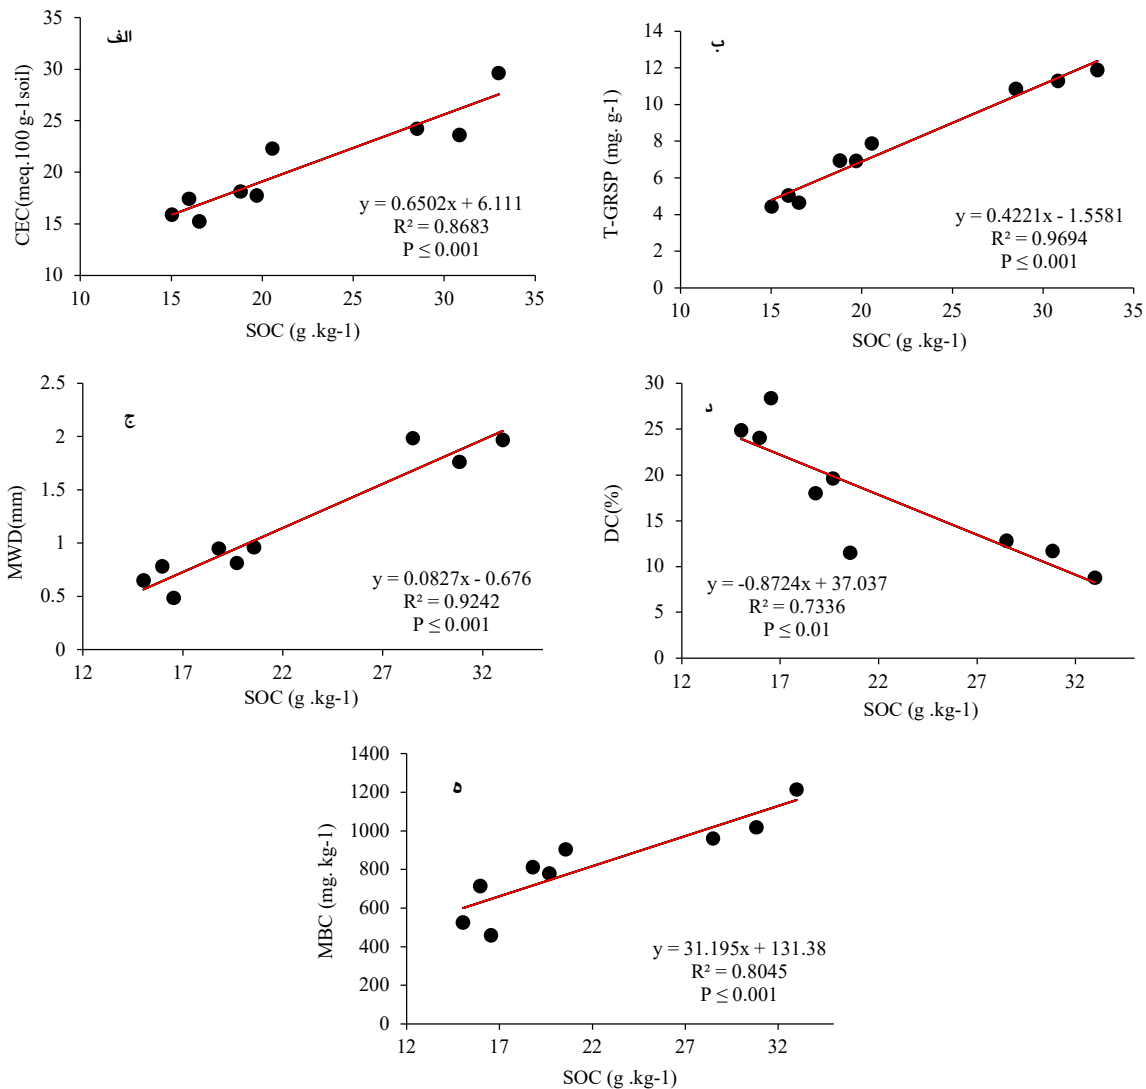 الف
35
30
25
20
15
10
CEC(meq.100 g-1soil)
y = 0.6502x + 6.111
R² = 0.8683
P ≤ 0.001
10 15 20 25 30 35
SOC (g .kg-1)
ب
14
12
10
8
6
4
2
0
T-GRSP (mg. g-1)
y = 0.4221x - 1.5581
R² = 0.9694
P ≤ 0.001
10 15 20 25 30 35
SOC (g .kg-1)
ج
2.5
2
1.5
1
0.5
0
MWD(mm)
y = 0.0827x - 0.676
R² = 0.9242
P ≤ 0.001
12 17 22 27 32
SOC (g .kg-1)
د
30
25
20
15
10
5
0
DC(%)
y = -0.8724x + 37.037
R² = 0.7336
P ≤ 0.01
12 17 22 27 32
SOC (g .kg-1)
ه
1400
1200
1000
800
600
400
200
0
MBC (mg. kg-1)
y = 31.195x + 131.38
R² = 0.8045
P ≤ 0.001
12 17 22 27 32
SOC (g .kg-1)